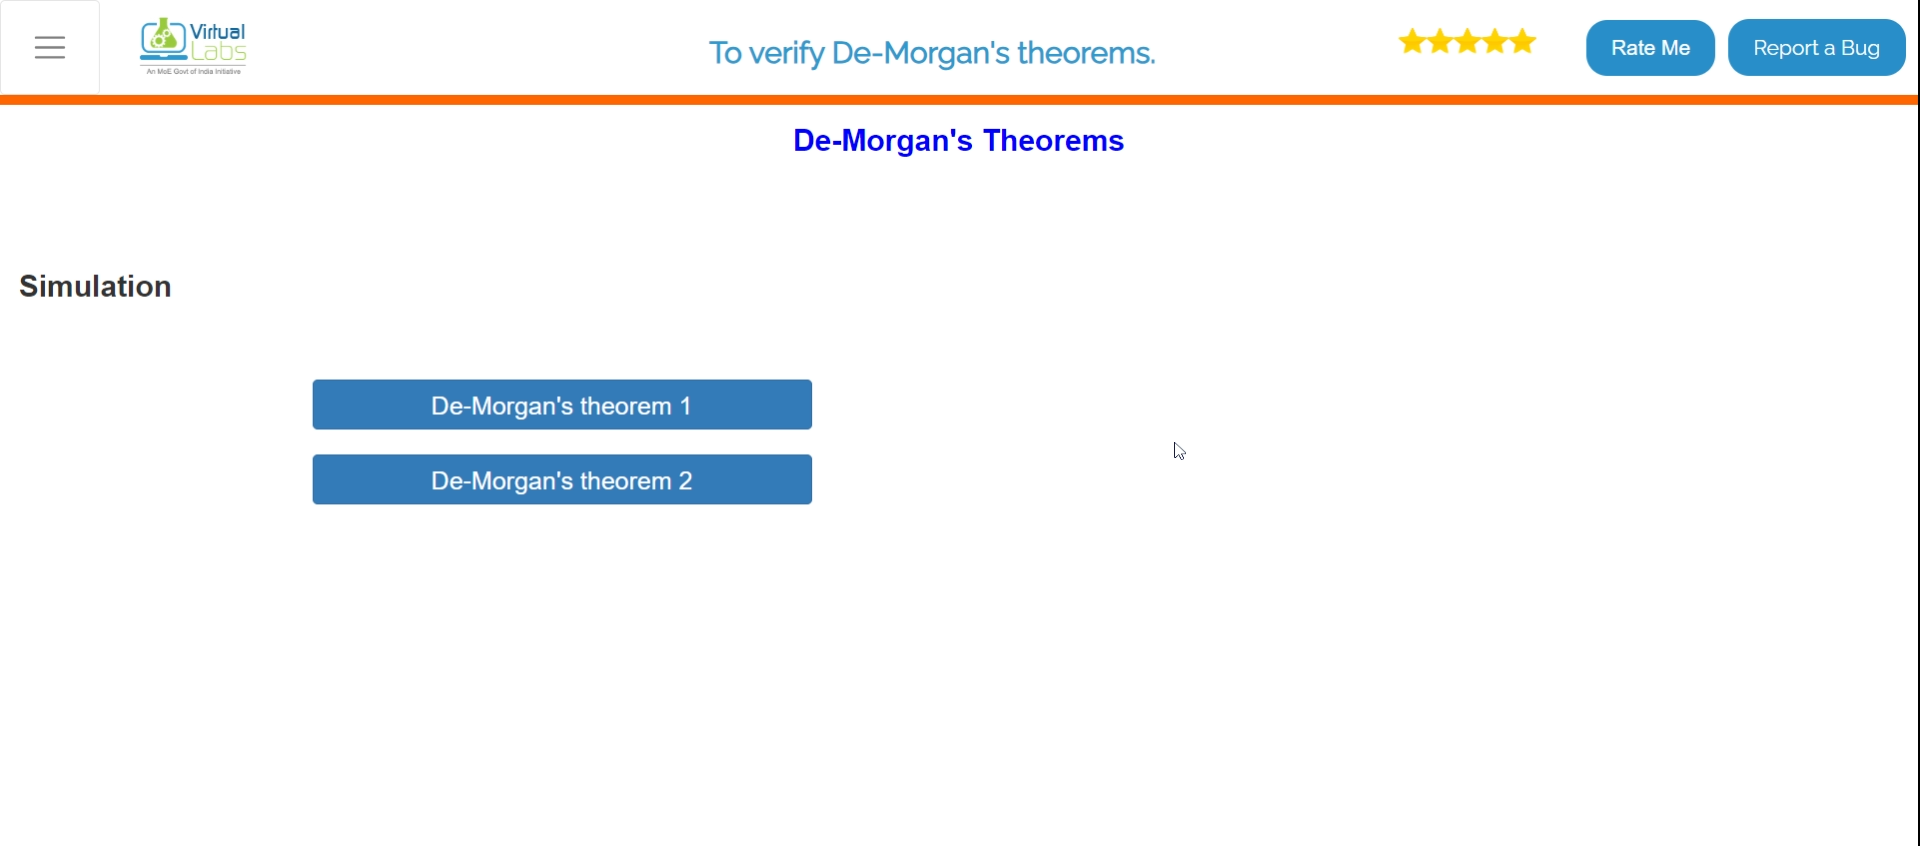 Virtual
Labs
An MoE Govt of India Initiative
To verify De-Morgan's theorems.
Rate Me
Report a Bug
De-Morgan's Theorems
Simulation
De-Morgan's theorem 1
De-Morgan's theorem 2